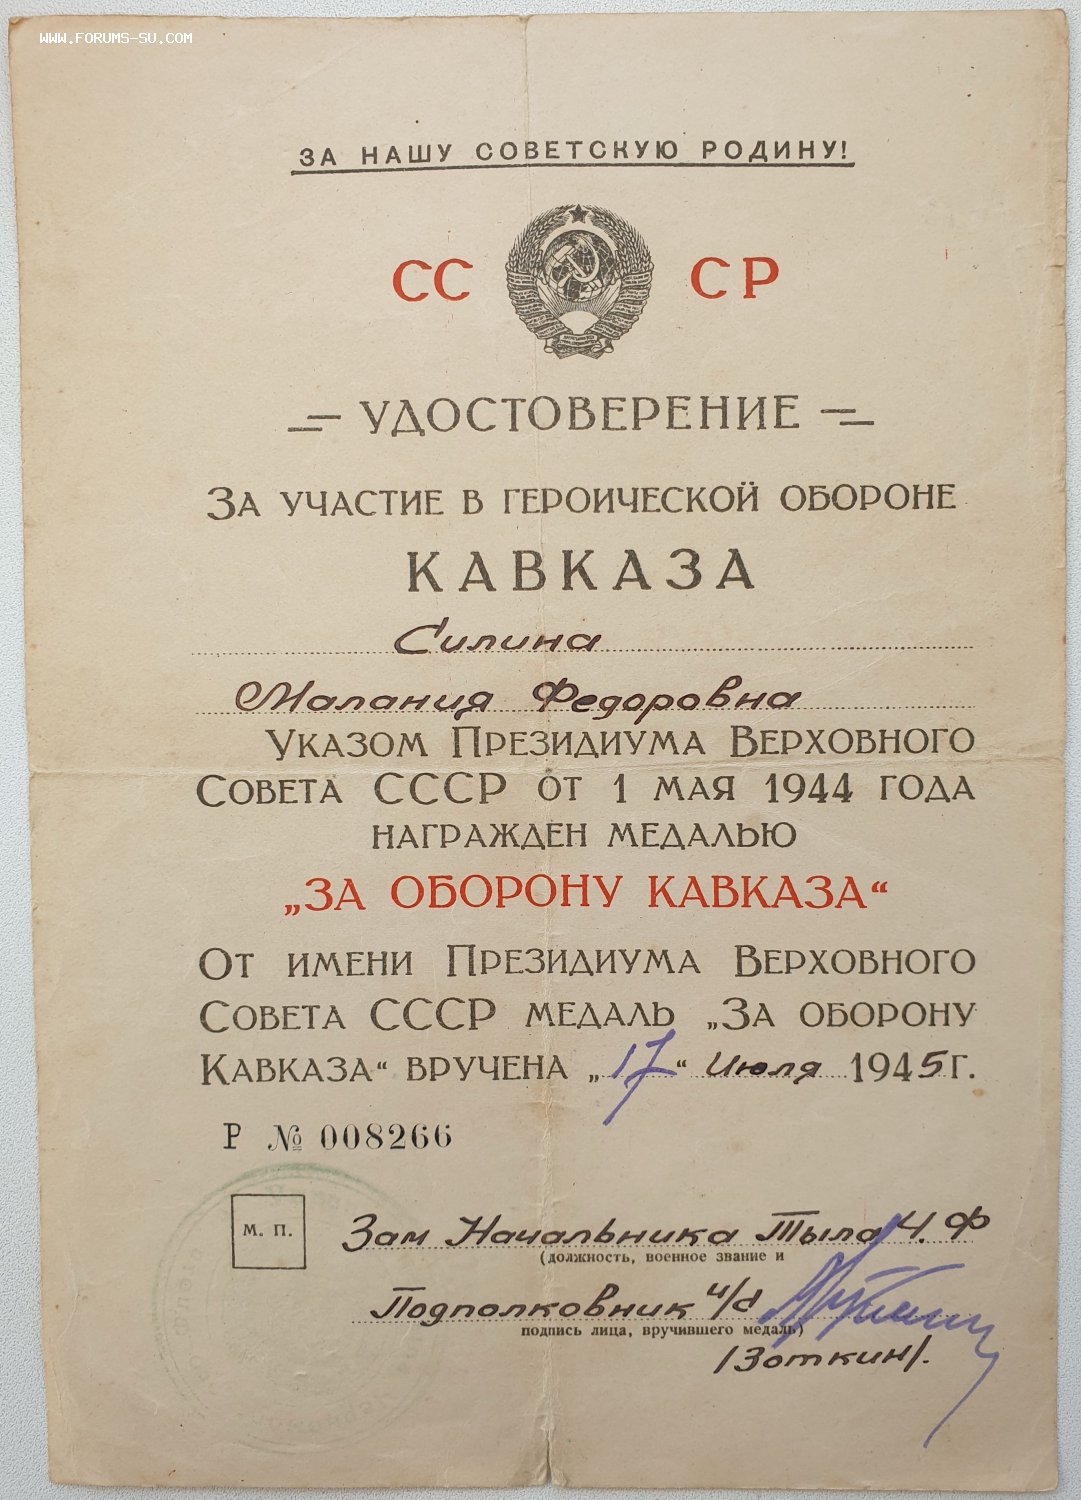 WWW.FORUMS-SU.COM
ЗА НАШУ СОВЕТСКУЮ РОДИНУ!
СС СР
УДОСТОВЕРЕНИЕ
ЗА УЧАСТИЕ В ГЕРОИЧЕСКОЙ ОБОРОНЕ
КАВКАЗА
Силина
Малания Федоровна
УКАЗОМ ПРЕЗИДИУМА ВЕРХОВНОГО
СОВЕТА СССР ОТ 1 МАЯ 1944 ГОДА
НАГРАЖДЕН МЕДАЛЬЮ
„ЗА ОБОРОНУ КАВКАЗА“
ОТ ИМЕНИ ПРЕЗИДИУМА ВЕРХОВНОГО
СОВЕТА СССР МЕДАЛЬ „ЗА ОБОРОНУ
КАВКАЗА“ ВРУЧЕНА „17“ Июля 1945 Г.
Р № 008266
М. П.
Зам Начальника Тыла Ч. Ф
(должность, военное звание и
Подполковник и/с
подпись лица, вручившего медаль)
/Зоткин/.